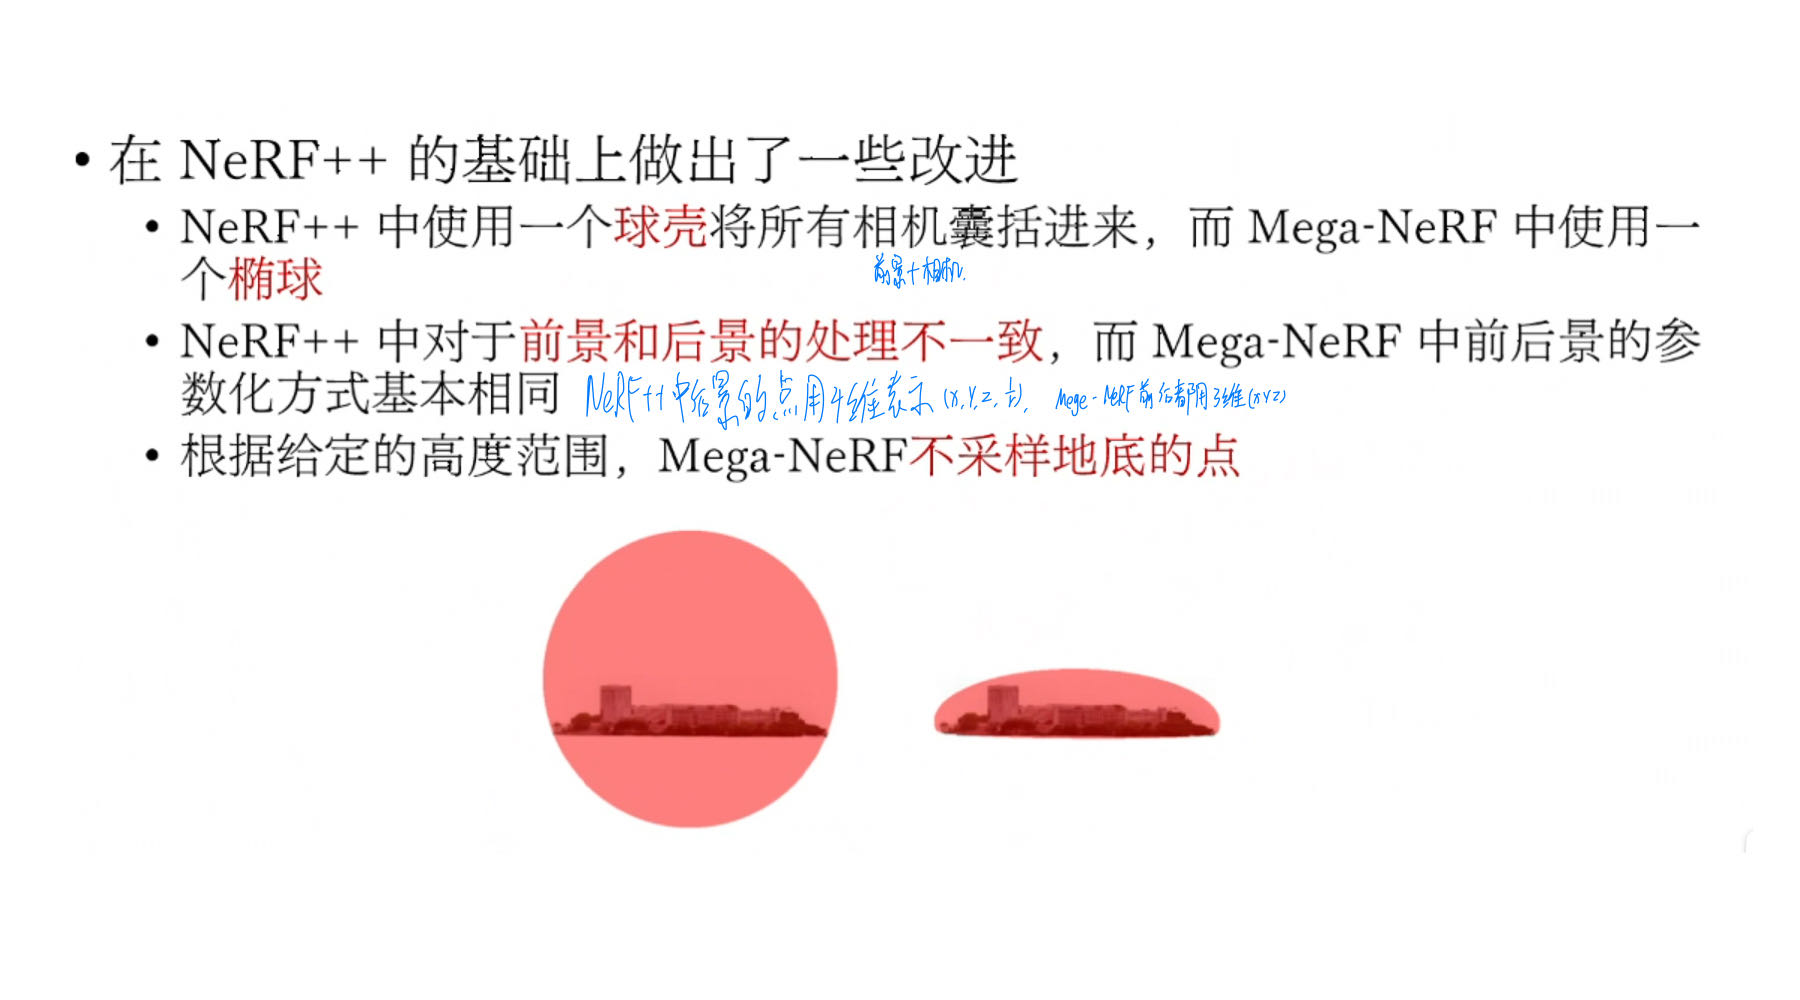 • 在 NeRF++ 的基础上做出了一些改进
• NeRF++ 中使用一个球壳将所有相机囊括进来，而 Mega-NeRF 中使用一
个椭球
前景+相机.
• NeRF++ 中对于前景和后景的处理不一致，而 Mega-NeRF 中前后景的参
数化方式基本相同 NeRF++中后景的点用4维表示 (x,y,z,1/r). Mege-NeRF前后都用3维(xyz)
• 根据给定的高度范围，Mega-NeRF不采样地底的点